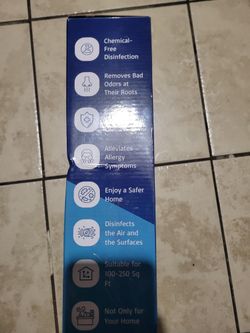 Chemical-
Free
Disinfection
Removes Bad
Odors at
Their Roots
Alleviates
Allergy
Symptoms
Enjoy a Safer
Home
Disinfects
the Air and
the Surfaces
Suitable for
100-250 Sq
Ft
Not Only for
Your Home